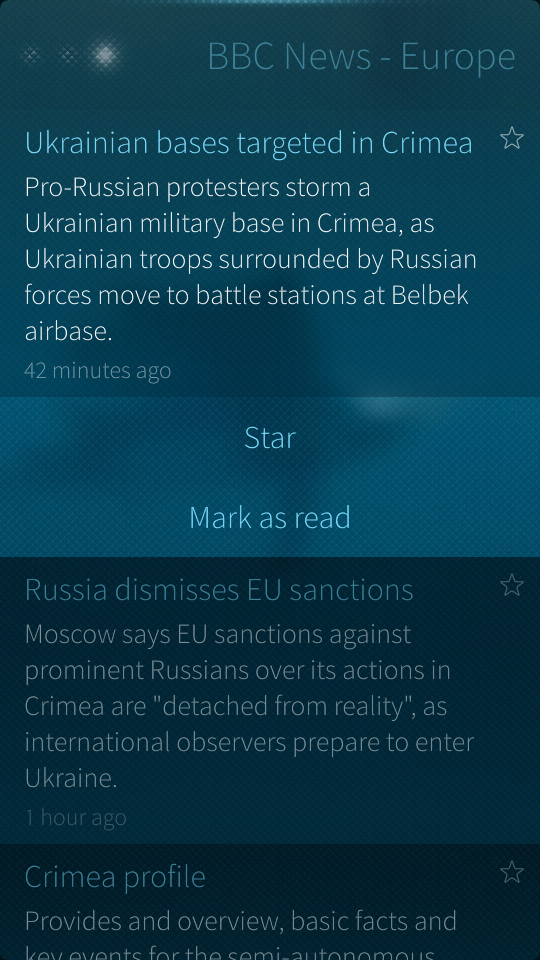 BBC News - Europe
Ukrainian bases targeted in Crimea
Pro-Russian protesters storm a
Ukrainian military base in Crimea, as
Ukrainian troops surrounded by Russian
forces move to battle stations at Belbek
airbase.
42 minutes ago
Star
Mark as read
Russia dismisses EU sanctions
Moscow says EU sanctions against
prominent Russians over its actions in
Crimea are "detached from reality", as
international observers prepare to enter
Ukraine.
1 hour ago
Crimea profile
Provides and overview, basic facts and
key events for the semi-autonomous